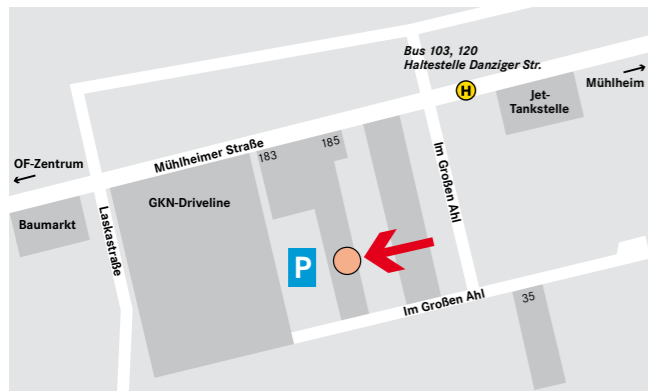 Bus 103, 120
Haltestelle Danziger Str.
H
Jet-
Tankstelle
Mühlheim
Mühlheimer Straße
183
185
OF-Zentrum
GKN-Driveline
Baumarkt
Laskastraße
Im Großen Ahl
P
Im Großen Ahl
35